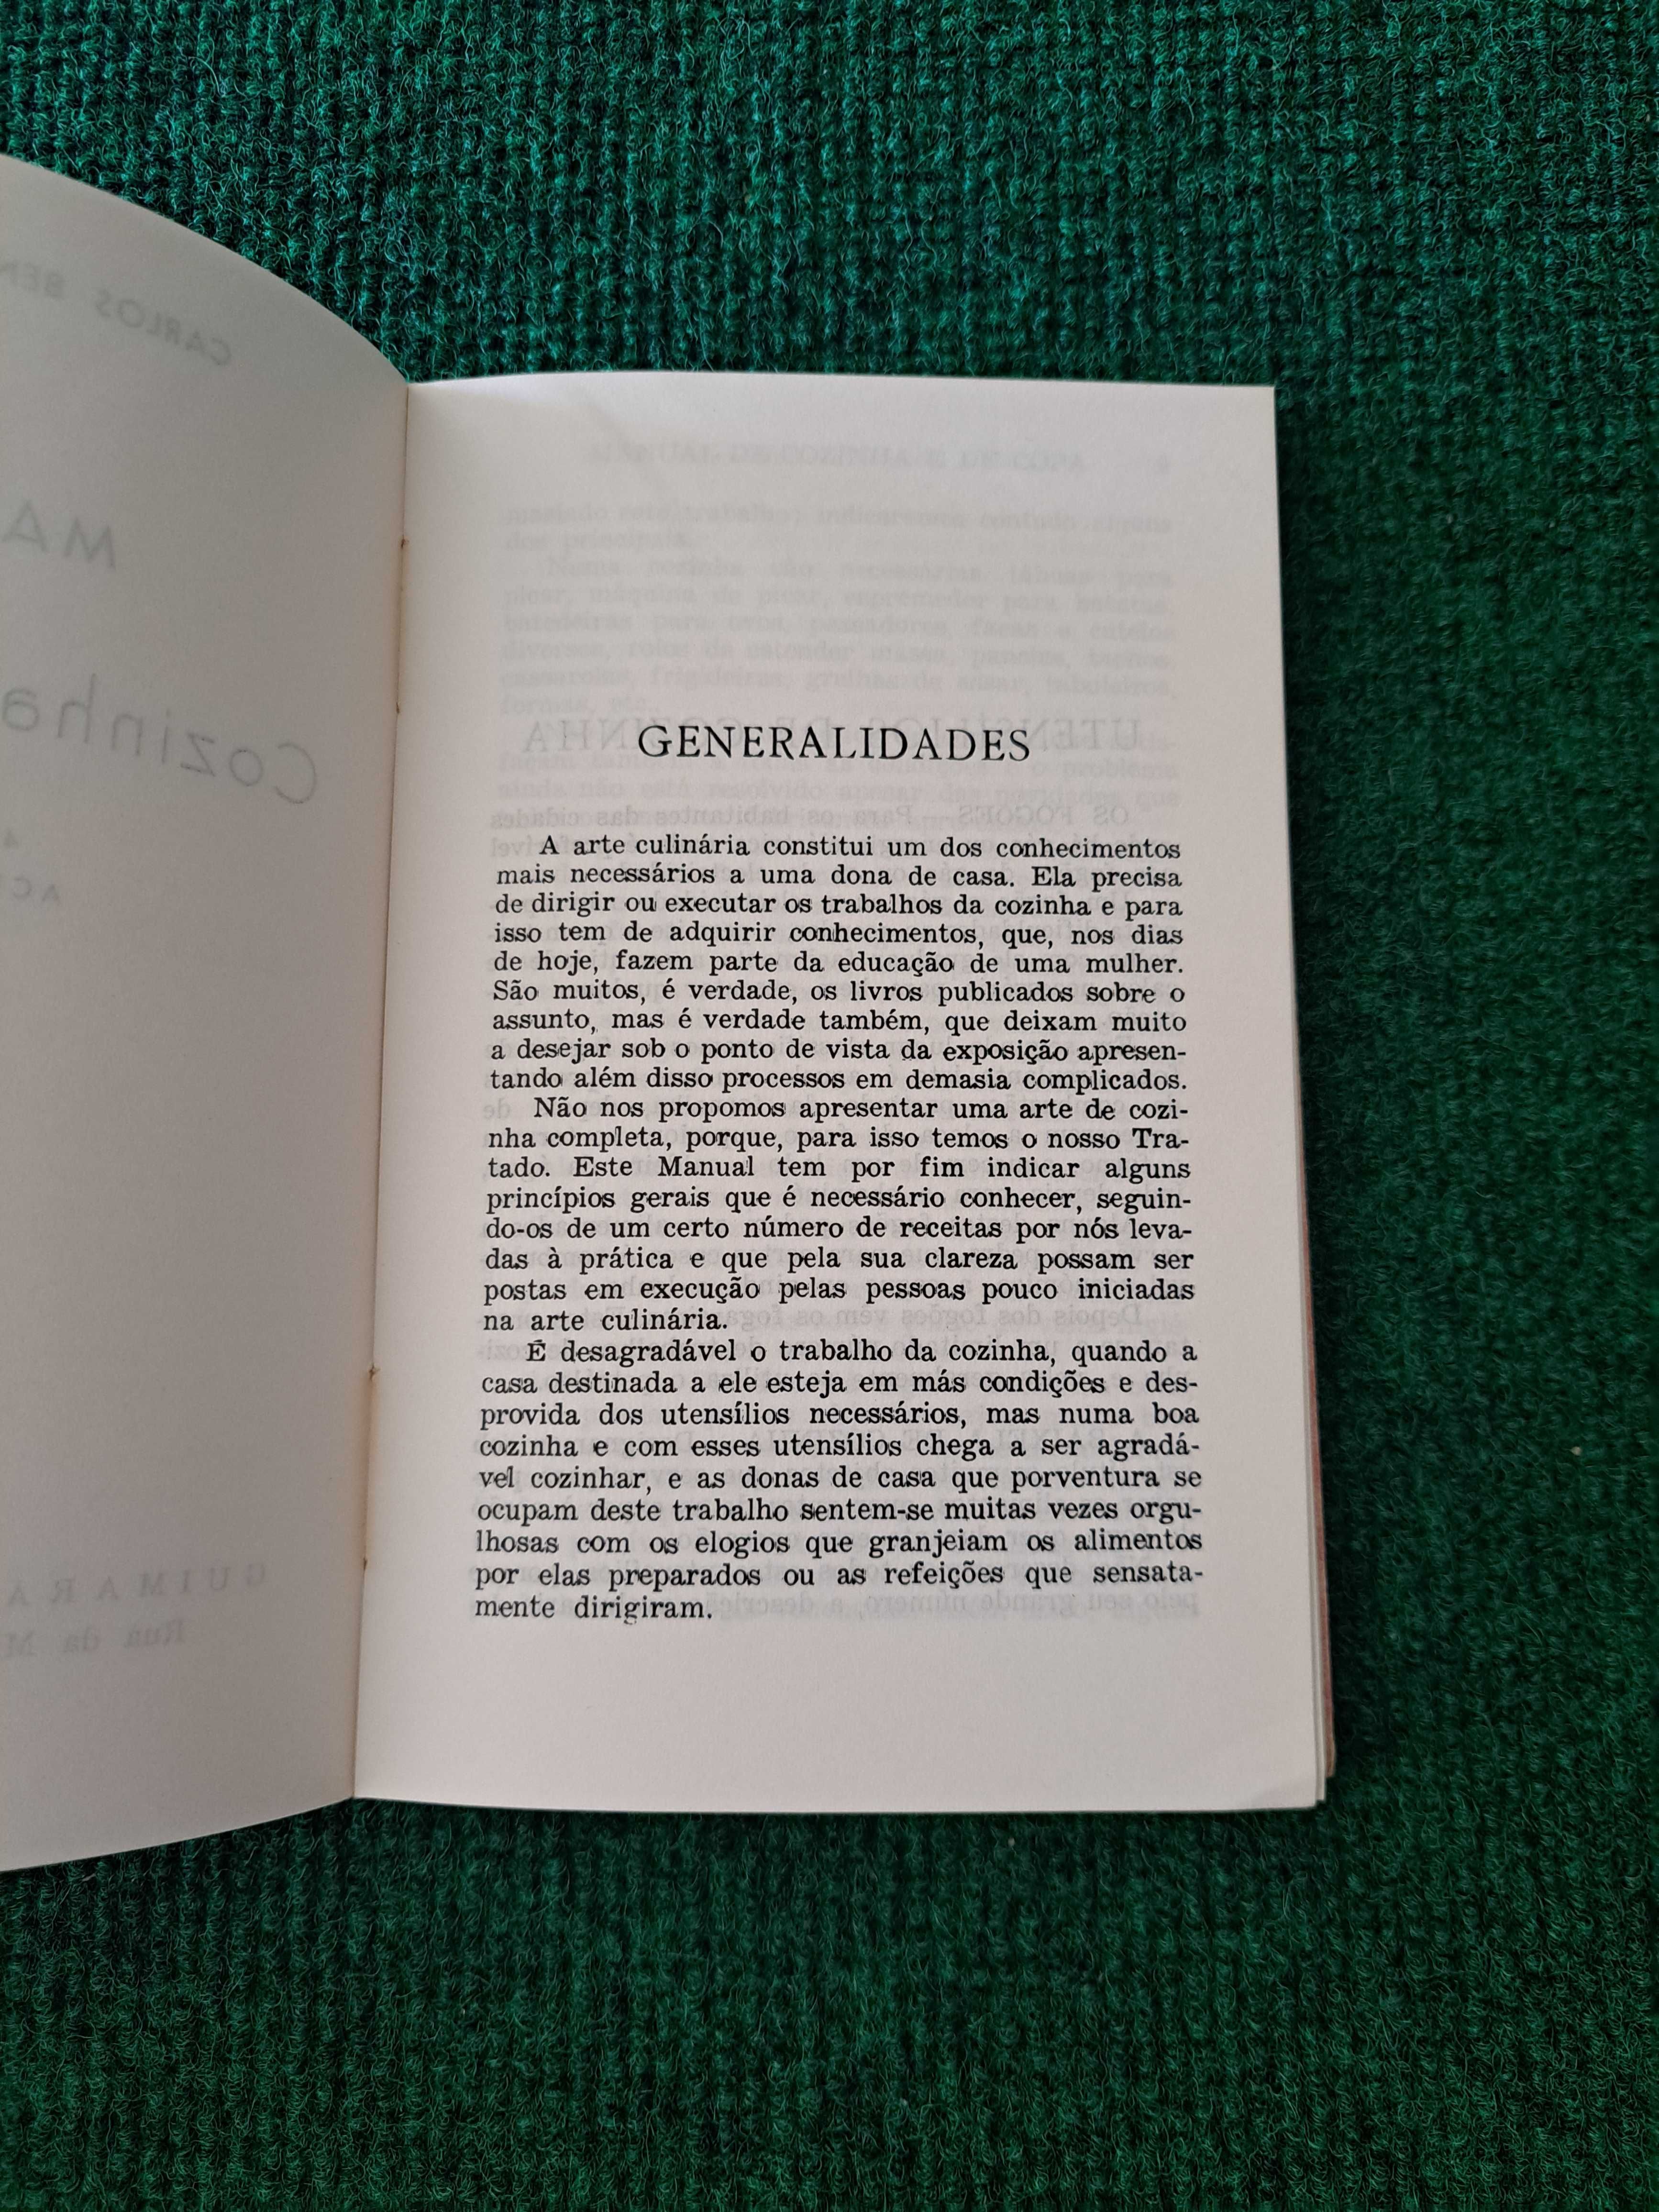 GENERALIDADES
A arte culinária constitui um dos conhecimentos
mais necessários a uma dona de casa. Ela precisa
de dirigir ou executar os trabalhos da cozinha e para
isso tem de adquirir conhecimentos, que, nos dias
de hoje, fazem parte da educação de uma mulher.
São muitos, é verdade, os livros publicados sobre o
assunto, mas é verdade também, que deixam muito
a desejar sob o ponto de vista da exposição apresen-
tando além disso processos em demasia complicados.
Não nos propomos apresentar uma arte de cozi-
nha completa, porque, para isso temos o nosso Tra-
tado. Este Manual tem por fim indicar alguns
princípios gerais que é necessário conhecer, seguin-
do-os de um certo número de receitas por nós leva-
das à prática e que pela sua clareza possam ser
postas em execução pelas pessoas pouco iniciadas
na arte culinária.
É desagradável o trabalho da cozinha, quando a
casa destinada a ele esteja em más condições e des-
provida dos utensílios necessários, mas numa boa
cozinha e com esses utensílios chega a ser agradá-
vel cozinhar, e as donas de casa que porventura se
ocupam deste trabalho sentem-se muitas vezes orgu-
lhosas com os elogios que granjeiam os alimentos
por elas preparados ou as refeições que sensata-
mente dirigiram.